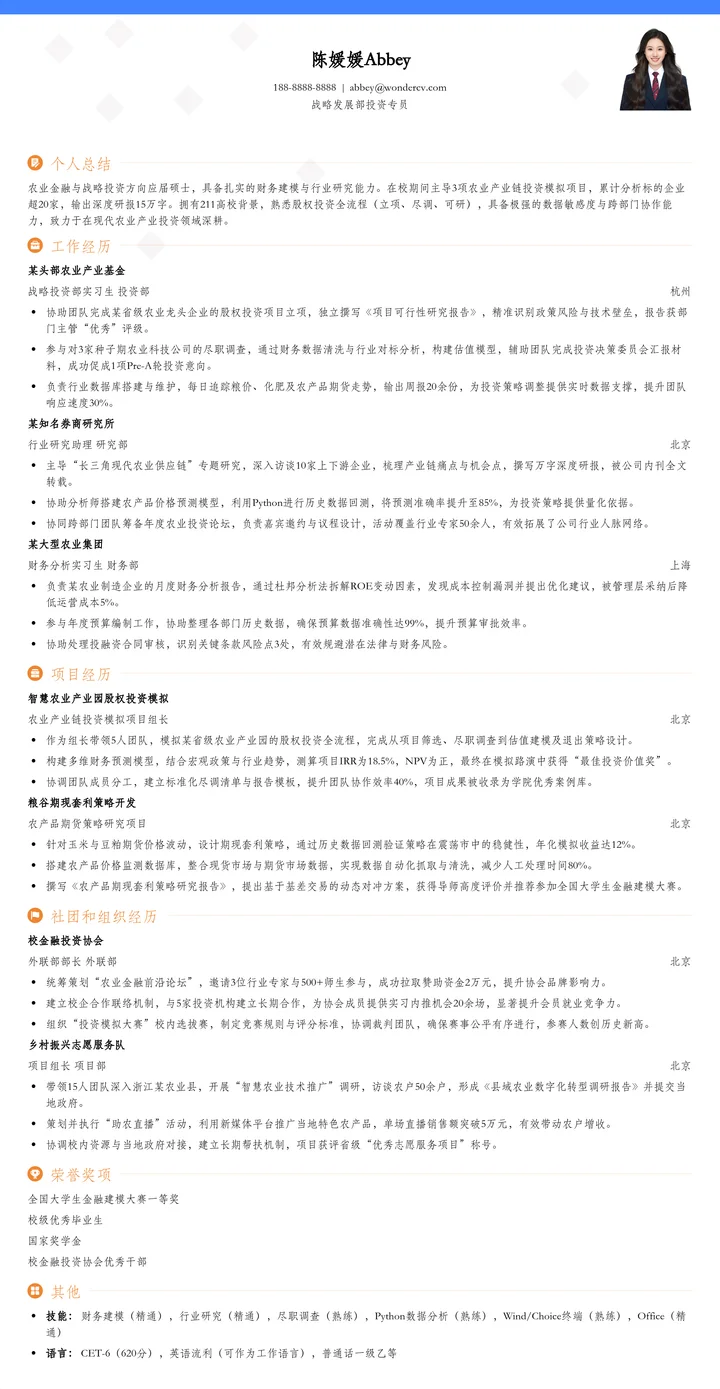 陈媛媛Abbey
188-8888-8888 | abbey@wondercv.com
战略发展部投资专员
个人总结
农业金融与战略投资方向应届硕士，具备扎实的财务建模与行业研究能力。在校期间主导3项农业产业链投资模拟项目，累计分析标的企业
超20家，输出深度研报15万字。拥有211高校背景，熟悉股权投资全流程（立项、尽调、可研），具备极强的数据敏感度与跨部门协作能
力，致力于在现代农业产业投资领域深耕。
工作经历
某头部农业产业基金
战略投资部实习生 投资部 杭州
• 协助团队完成某省级农业龙头企业的股权投资项目立项，独立撰写《项目可行性研究报告》，精准识别政策风险与技术壁垒，报告获部
门主管“优秀”评级。
• 参与对3家种子期农业科技公司的尽职调查，通过财务数据清洗与行业对标分析，构建估值模型，辅助团队完成投资决策委员会汇报材
料，成功促成1项Pre-A轮投资意向。
• 负责行业数据库搭建与维护，每日追踪粮价、化肥及农产品期货走势，输出周报20余份，为投资策略调整提供实时数据支撑，提升团队
响应速度30%。
某知名券商研究所
行业研究助理 研究部 北京
• 主导“长三角现代农业供应链”专题研究，深入访谈10家上下游企业，梳理产业链痛点与机会点，撰写万字深度研报，被公司内刊全文
转载。
• 协助分析师搭建农产品价格预测模型，利用Python进行历史数据回测，将预测准确率提升至85%，为投资策略提供量化依据。
• 协同跨部门团队筹备年度农业投资论坛，负责嘉宾邀约与议程设计，活动覆盖行业专家50余人，有效拓展了公司行业人脉网络。
某大型农业集团
财务分析实习生 财务部 上海
• 负责某农业制造企业的月度财务分析报告，通过杜邦分析法拆解ROE变动因素，发现成本控制漏洞并提出优化建议，被管理层采纳后降
低运营成本5%。
• 参与年度预算编制工作，协助整理各部门历史数据，确保预算数据准确性达99%，提升预算审批效率。
• 协助处理投融资合同审核，识别关键条款风险点3处，有效规避潜在法律与财务风险。
项目经历
智慧农业产业园股权投资模拟
农业产业链投资模拟项目组长 北京
• 作为组长带领5人团队，模拟某省级农业产业园的股权投资全流程，完成从项目筛选、尽职调查到估值建模及退出策略设计。
• 构建多维财务预测模型，结合宏观政策与行业趋势，测算项目IRR为18.5%，NPV为正，最终在模拟路演中获得“最佳投资价值奖”。
• 协调团队成员分工，建立标准化尽调清单与报告模板，提升团队协作效率40%，项目成果被收录为学院优秀案例库。
粮谷期现套利策略开发
农产品期货策略研究项目 北京
• 针对玉米与豆粕期货价格波动，设计期现套利策略，通过历史数据回测验证策略在震荡市中的稳健性，年化模拟收益达12%。
• 搭建农产品价格监测数据库，整合现货市场与期货市场数据，实现数据自动化抓取与清洗，减少人工处理时间80%。
• 撰写《农产品期现套利策略研究报告》，提出基于基差交易的动态对冲方案，获得导师高度评价并推荐参加全国大学生金融建模大赛。
社团和组织经历
校金融投资协会
外联部部长 外联部 北京
• 统筹策划“农业金融前沿论坛”，邀请3位行业专家与500+师生参与，成功拉取赞助资金2万元，提升协会品牌影响力。
• 建立校企合作联络机制，与5家投资机构建立长期合作，为协会成员提供实习内推机会20余场，显著提升会员就业竞争力。
• 组织“投资模拟大赛”校内选拔赛，制定竞赛规则与评分标准，协调裁判团队，确保赛事公平有序进行，参赛人数创历史新高。
乡村振兴志愿服务队
项目组长 项目部 北京
• 带领15人团队深入浙江某农业县，开展“智慧农业技术推广”调研，访谈农户50余户，形成《县域农业数字化转型调研报告》并提交当
地政府。
• 策划并执行“助农直播”活动，利用新媒体平台推广当地特色农产品，单场直播销售额突破5万元，有效带动农户增收。
• 协调校内资源与当地政府对接，建立长期帮扶机制，项目获评省级“优秀志愿服务项目”称号。
荣誉奖项
全国大学生金融建模大赛一等奖
校级优秀毕业生
国家奖学金
校金融投资协会优秀干部
其他
• 技能： 财务建模（精通），行业研究（精通），尽职调查（熟练），Python数据分析（熟练），Wind/Choice终端（熟练），Office（精
通）
• 语言： CET-6（620分），英语流利（可作为工作语言），普通话一级乙等